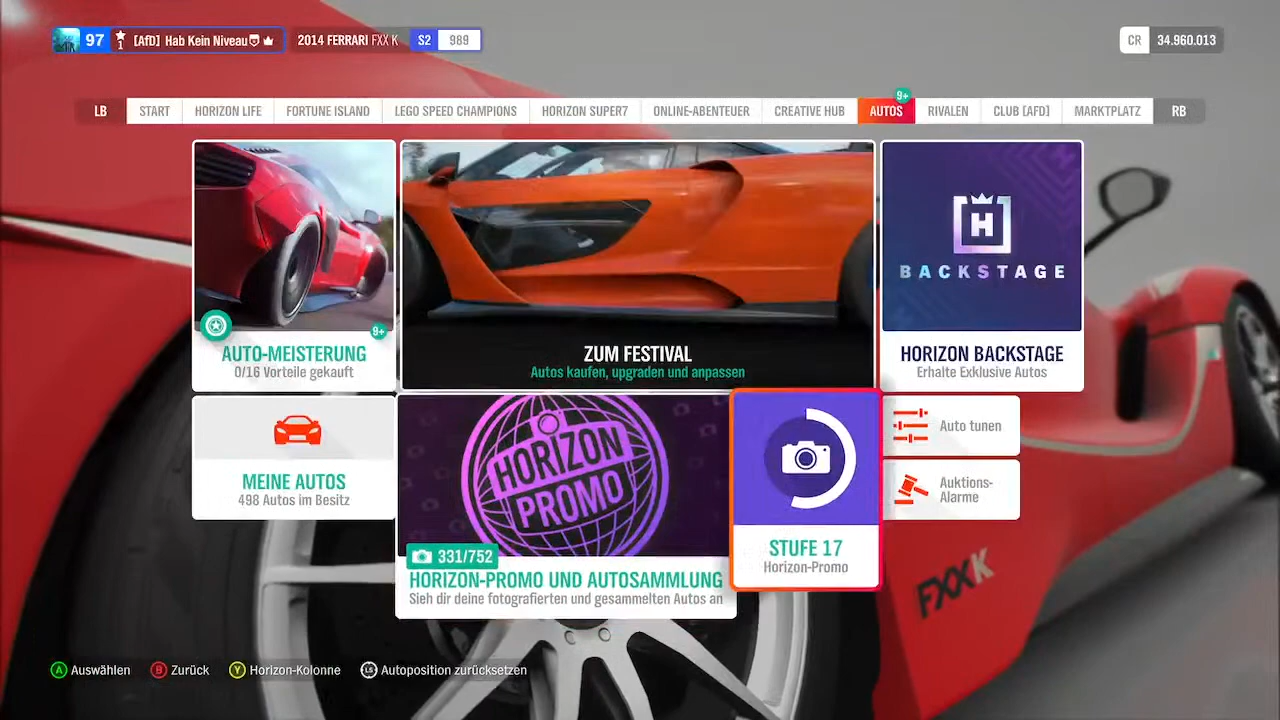 97
1
[AfD] Hab Kein Niveau
2014 FERRARI FXX K
S2
989
CR
34.960.013
LB
START
HORIZON LIFE
FORTUNE ISLAND
LEGO SPEED CHAMPIONS
HORIZON SUPER7
ONLINE-ABENTEUER
CREATIVE HUB
AUTOS
9+
RIVALEN
CLUB [AFD]
MARKTPLATZ
RB
9+
AUTO-MEISTERUNG
0/16 Vorteile gekauft
ZUM FESTIVAL
Autos kaufen, upgraden und anpassen
H
BACKSTAGE
HORIZON BACKSTAGE
Erhalte Exklusive Autos
MEINE AUTOS
498 Autos im Besitz
HORIZON
PROMO
331/752
HORIZON-PROMO UND AUTOSAMMLUNG
Sieh dir deine fotografierten und gesammelten Autos an
STUFE 17
Horizon-Promo
Auto tunen
Auktions-
Alarme
FXXK
A Auswählen
B Zurück
Y Horizon-Kolonne
LS Autoposition zurücksetzen